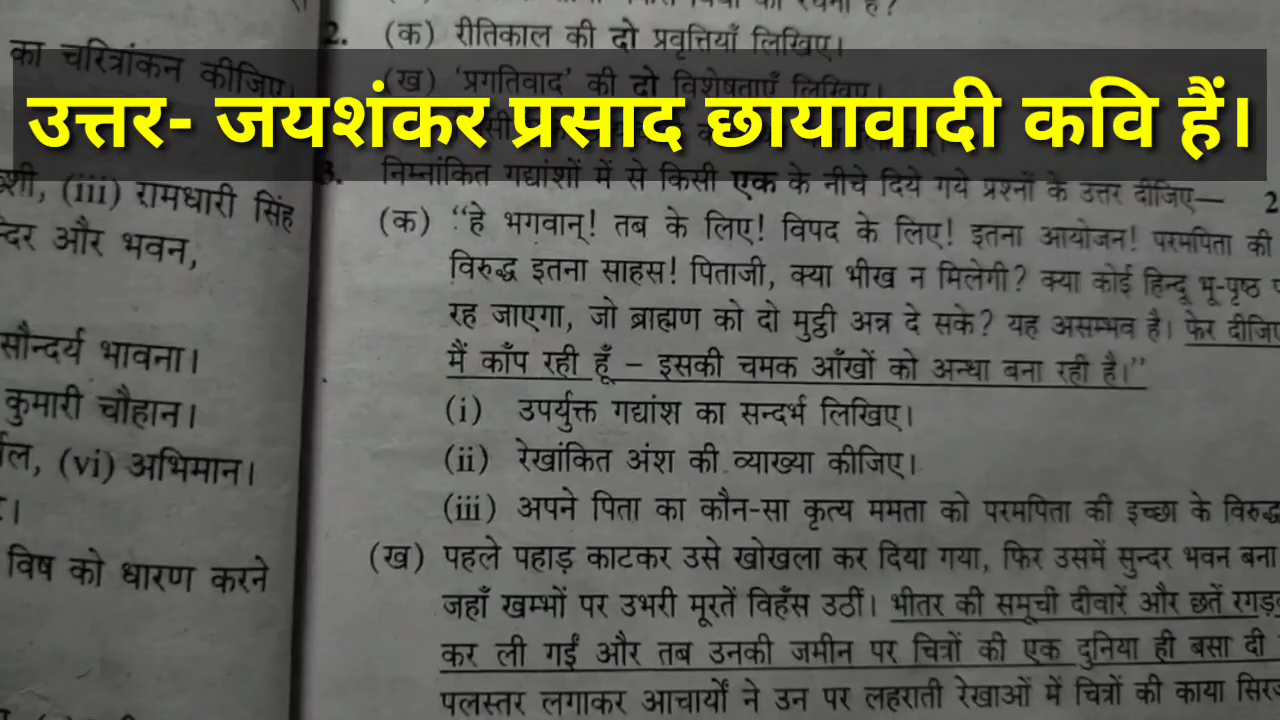 का चरित्रांकन कीजिए।
शी, (iii) रामधारी सिंह
न्दर और भवन,
सौन्दर्य भावना।
कुमारी चौहान।
(vi) अभिमान।
विष को धारण करने
2. (क) रीतिकाल की दो प्रवृत्तियाँ लिखिए।
(ख) 'प्रगतिवाद' की दो विशेषताएँ लिखिए।
उत्तर- जयशंकर प्रसाद छायावादी कवि हैं।
3. निम्नांकित गद्यांशों में से किसी एक के नीचे दिये गये प्रश्नों के उत्तर दीजिए— 2
(क) “हे भगवान्! तब के लिए! विपद के लिए! इतना आयोजन! परमपिता की
विरुद्ध इतना साहस! पिताजी, क्या भीख न मिलेगी? क्या कोई हिन्दू भू-पृष्ठ
रह जाएगा, जो ब्राह्मण को दो मुट्ठी अन्न दे सके? यह असम्भव है। फेर दीजि
मैं काँप रही हूँ – इसकी चमक आँखों को अन्धा बना रही है।”
(i) उपर्युक्त गद्यांश का सन्दर्भ लिखिए।
(ii) रेखांकित अंश की व्याख्या कीजिए।
(iii) अपने पिता का कौन-सा कृत्य ममता को परमपिता की इच्छा के विरुद्ध
(ख) पहले पहाड़ काटकर उसे खोखला कर दिया गया, फिर उसमें सुन्दर भवन बना
जहाँ खम्भों पर उभरी मूरतें विहँस उठीं। भीतर की समूची दीवारें और छतें रगड़
कर ली गईं और तब उनकी जमीन पर चित्रों की एक दुनिया ही बसा दी
पलस्तर लगाकर आचार्यों ने उन पर लहराती रेखाओं में चित्रों की काया सिरज